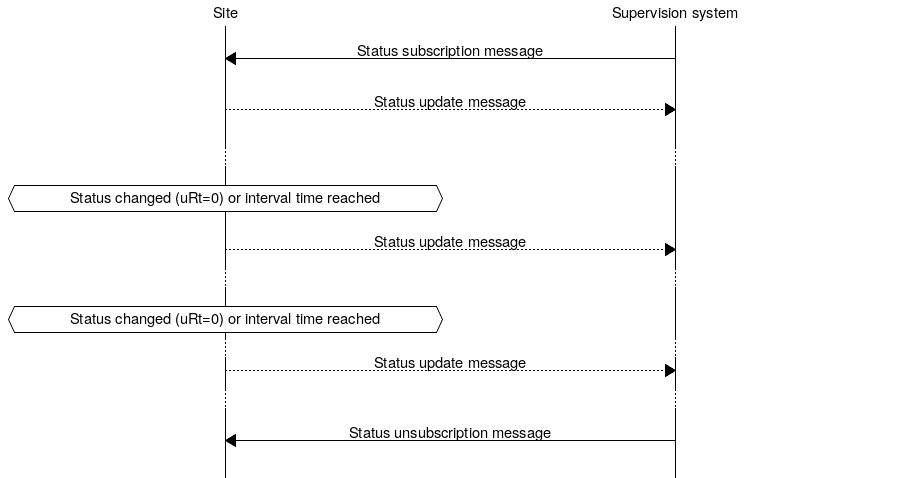 Site
Supervision system
Status subscription message
Status update message
Status changed (uRt=0) or interval time reached
Status update message
Status changed (uRt=0) or interval time reached
Status update message
Status unsubscription message